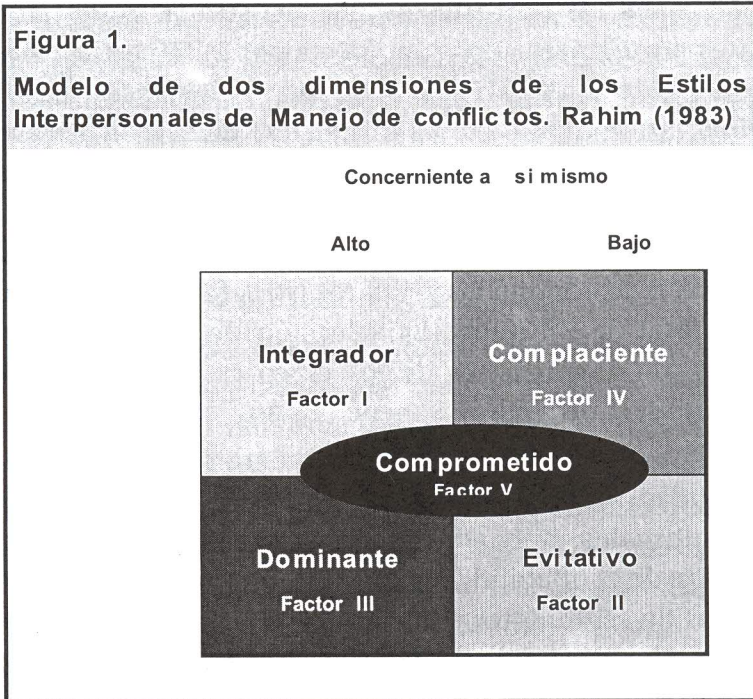 Figura 1.
Modelo de dos dimensiones de los Estilos
Interpersonales de Manejo de conflictos. Rahim (1983)
Concerniente a si mismo
Alto Bajo
Integrador Complaciente
Factor I Factor IV
Comprometido
Factor V
Dominante Evitativo
Factor III Factor II